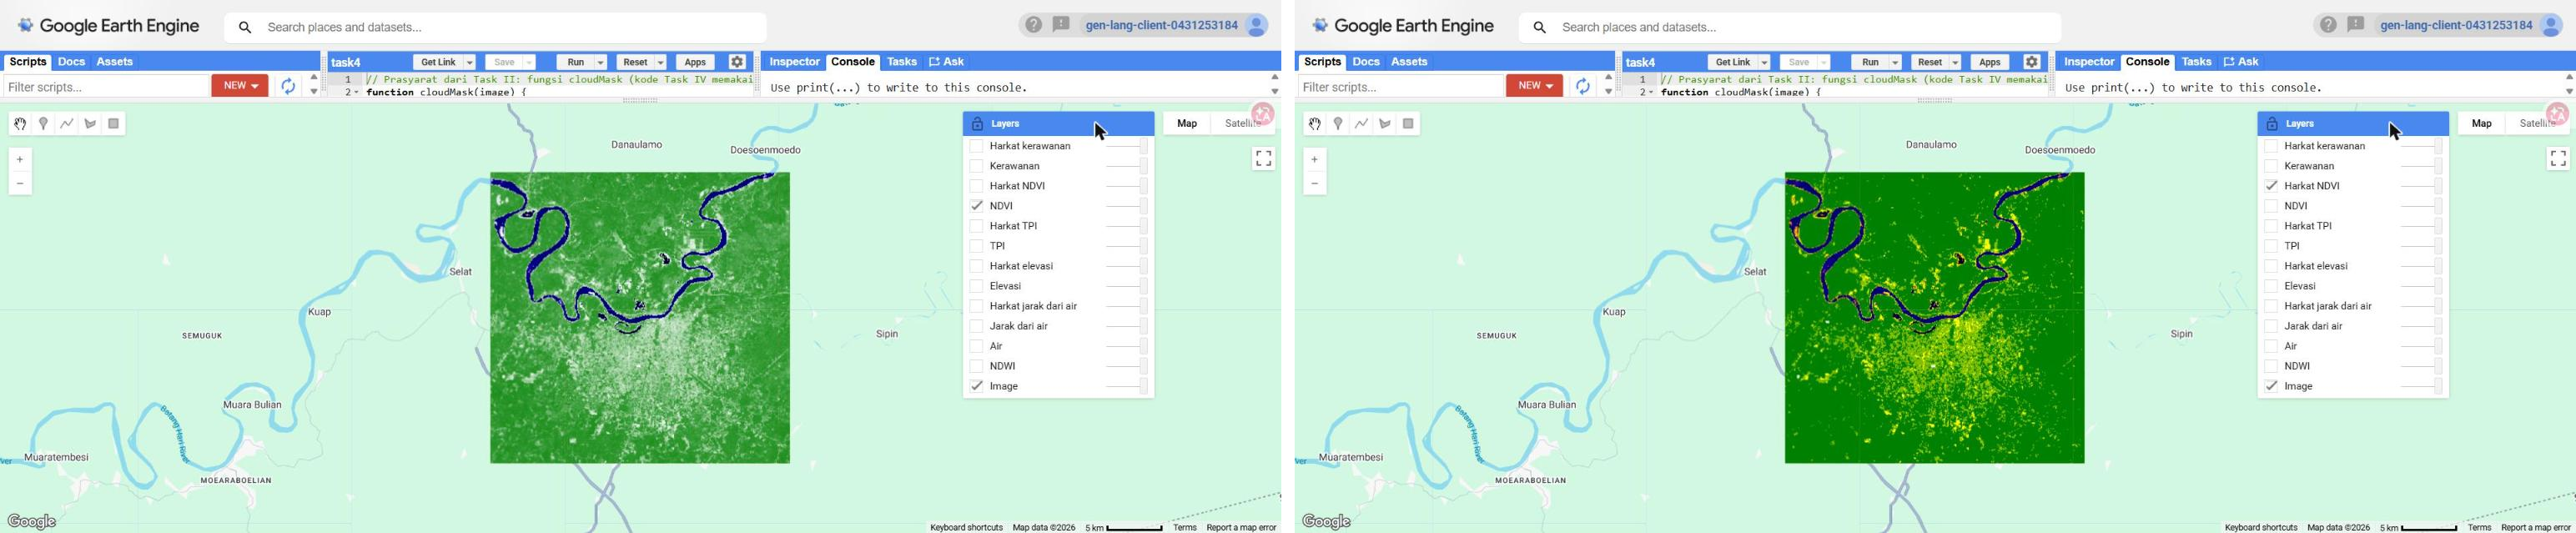 Google Earth Engine
Search places and datasets...
gen-lang-client-0431253184
Scripts Docs Assets
task4
Get Link Save Run Reset Apps
Inspector Console Tasks Ask
Filter scripts...
NEW
1 // Prasyarat dari Task II: fungsi cloudMask (kode Task IV memakai
2 function cloudMask(image) {
Use print(...) to write to this console.
Layers
Map Satellite
Harkat kerawanan
Kerawanan
Harkat NDVI
NDVI
Harkat TPI
TPI
Harkat elevasi
Elevasi
Harkat jarak dari air
Jarak dari air
Air
NDWI
Image
Danaulamo
Doesoenmoedo
Selat
Kuap
SEMUGUK
Sipin
Muara Bulian
Batang Hari River
Muaratembesi
MOEARABOELIAN
Google
Keyboard shortcuts Map data ©2026 5 km Terms Report a map error
Google Earth Engine
Search places and datasets...
gen-lang-client-0431253184
Scripts Docs Assets
task4
Get Link Save Run Reset Apps
Inspector Console Tasks Ask
Filter scripts...
NEW
1 // Prasyarat dari Task II: fungsi cloudMask (kode Task IV memakai
2 function cloudMask(image) {
Use print(...) to write to this console.
Layers
Map Satellite
Harkat kerawanan
Kerawanan
Harkat NDVI
NDVI
Harkat TPI
TPI
Harkat elevasi
Elevasi
Harkat jarak dari air
Jarak dari air
Air
NDWI
Image
Danaulamo
Doesoenmoedo
Selat
Kuap
SEMUGUK
Sipin
Muara Bulian
Batang Hari River
Muaratembesi
MOEARABOELIAN
Google
Keyboard shortcuts Map data ©2026 5 km Terms Report a map error